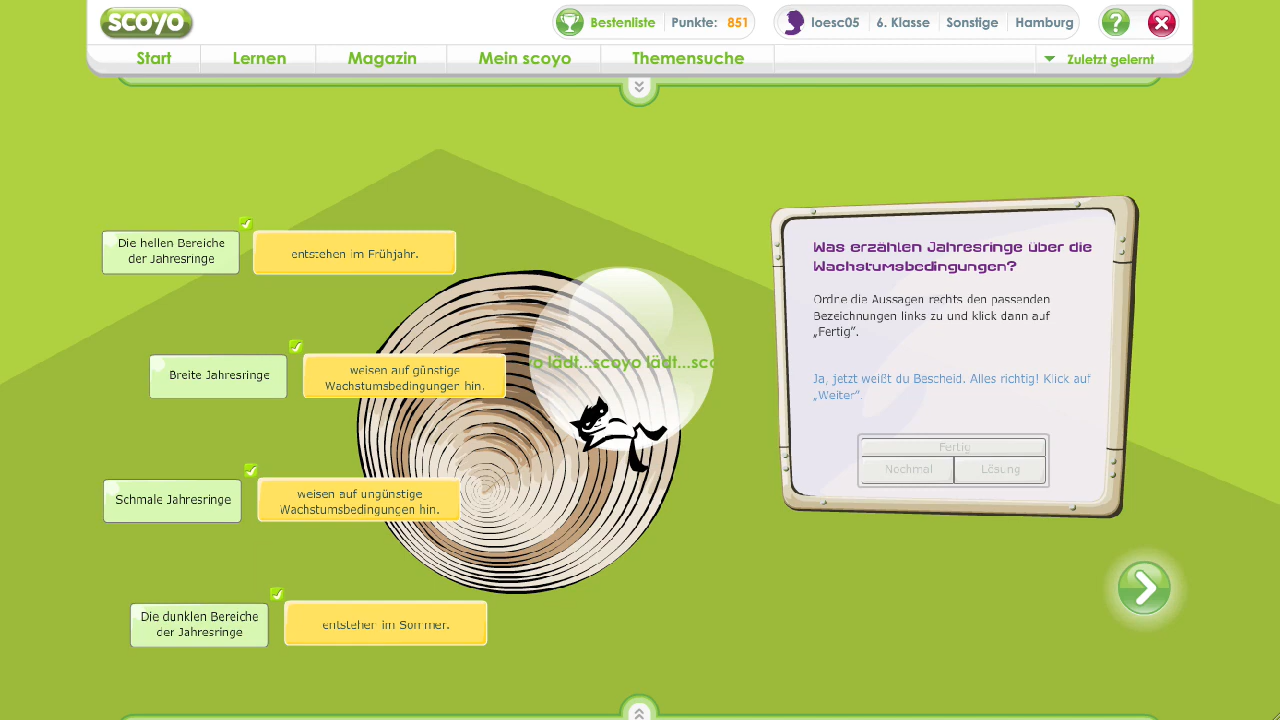 scoyo
Bestenliste
Punkte: 851
loesc05
6. Klasse
Sonstige
Hamburg
?
Start
Lernen
Magazin
Mein scoyo
Themensuche
Zuletzt gelernt
Die hellen Bereiche
der Jahresringe
entstehen im Frühjahr.
Breite Jahresringe
weisen auf günstige
Wachstumsbedingungen hin.
Schmale Jahresringe
weisen auf ungünstige
Wachstumsbedingungen hin.
Die dunklen Bereiche
der Jahresringe
entstehen im Sommer.
lädt...scoyo lädt...
Was erzählen Jahresringe über die
Wachstumsbedingungen?
Ordne die Aussagen rechts den passenden
Bezeichnungen links zu und klick dann auf
„Fertig”.
Ja, jetzt weißt du Bescheid. Alles richtig! Klick auf
„Weiter”.
Fertig
Nochmal
Lösung